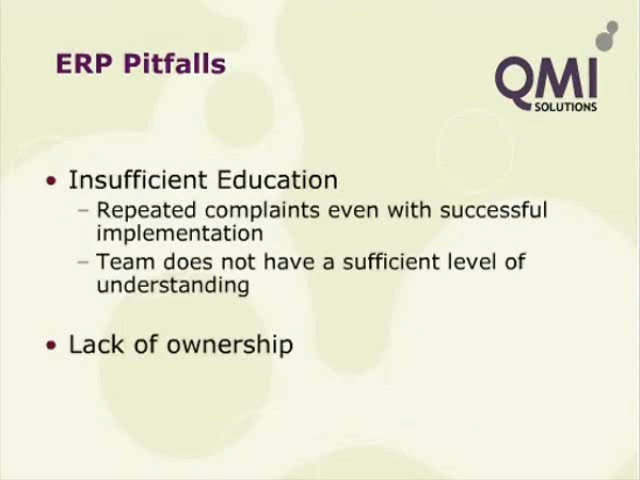 ERP Pitfalls
QMI
SOLUTIONS
• Insufficient Education
– Repeated complaints even with successful
implementation
– Team does not have a sufficient level of
understanding
• Lack of ownership